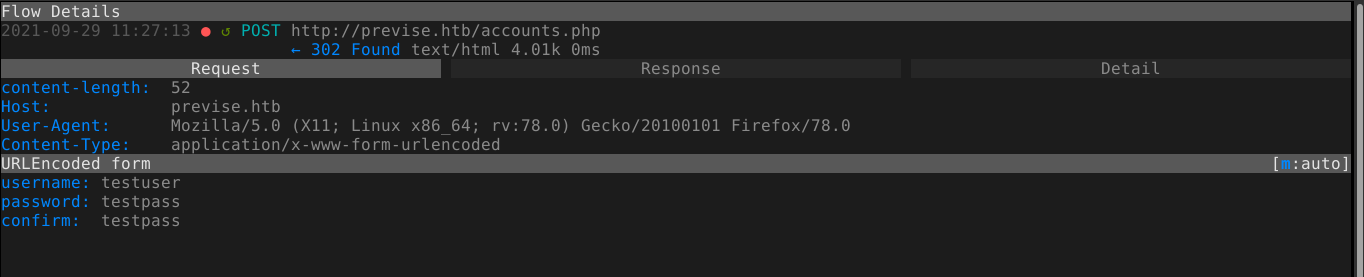 Flow Details
2021-09-29 11:27:13 ● ↺ POST http://previse.htb/accounts.php
← 302 Found text/html 4.01k 0ms
Request Response Detail
content-length: 52
Host: previse.htb
User-Agent: Mozilla/5.0 (X11; Linux x86_64; rv:78.0) Gecko/20100101 Firefox/78.0
Content-Type: application/x-www-form-urlencoded
URLEncoded form [m:auto]
username: testuser
password: testpass
confirm: testpass